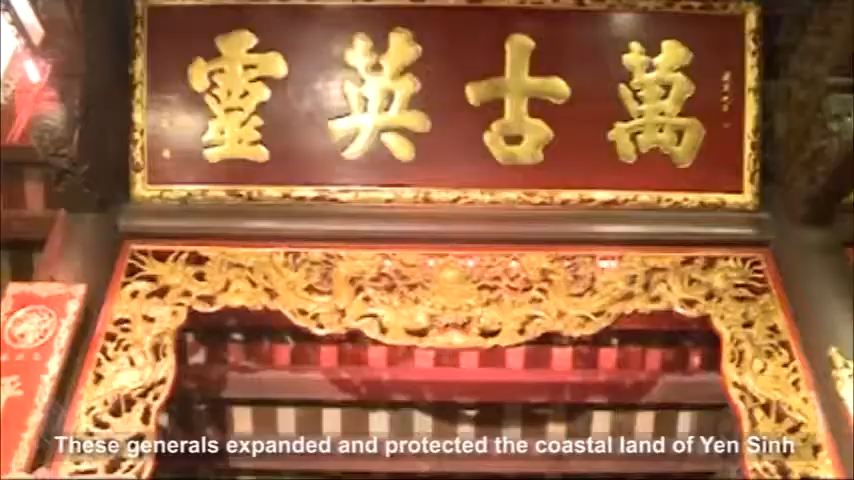 靈英古萬
These generals expanded and protected the coastal land of Yen Sinh